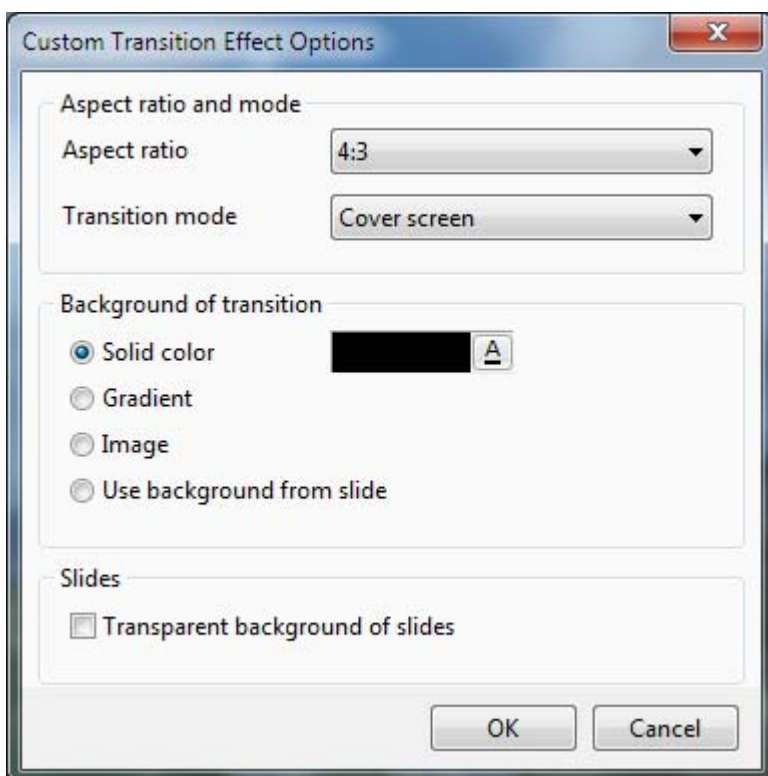 Custom Transition Effect Options
Aspect ratio and mode
Aspect ratio 4:3
Transition mode Cover screen
Background of transition
Solid color A
Gradient
Image
Use background from slide
Slides
Transparent background of slides
OK Cancel